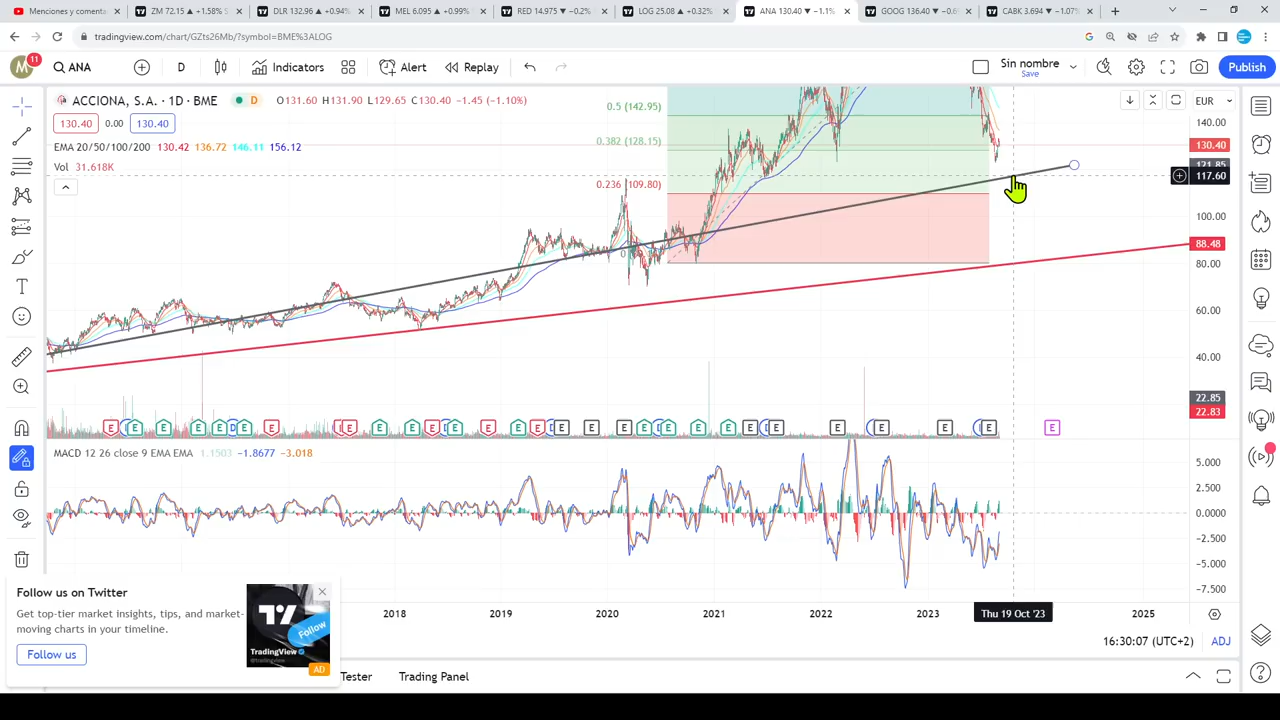 Menciones y comenta
ZM 72.15 ▲ +1.58% S
DLR 132.96 ▲ +0.94%
MEL 6.095 ▲ +0.99%
RED 14.975 ▼ −0.2%
LOG 25.08 ▲ +0.32%
ANA 130.40 ▼ −1.1%
GOOG 136.40 ▼ −0.6
CABK 3.694 ▼ −1.07%
tradingview.com/chart/GZts26Mb/?symbol=BME%3ALOG
M 11
ANA
D
Indicators
Alert
Replay
Sin nombre
Save
Publish
ACCIONA, S.A. · 1D · BME
D
O131.60 H131.90 L129.65 C130.40 −1.45 (−1.10%)
130.40 0.00 130.40
EMA 20/50/100/200 130.42 136.72 146.11 156.12
Vol 31.618K
0.5 (142.95)
0.382 (128.15)
0.236 (109.80)
EUR
140.00
130.40
121.85
117.60
100.00
88.48
80.00
60.00
40.00
22.85
22.83
MACD 12 26 close 9 EMA EMA 1.1503 −1.8677 −3.018
5.000
2.500
0.0000
−2.500
−5.000
−7.500
2018 2019 2020 2021 2022 2023 Thu 19 Oct '23 2025
Follow us on Twitter
Get top-tier market insights, tips, and market-
moving charts in your timeline.
Follow us
Follow
TradingView
AD
16:30:07 (UTC+2) ADJ
Tester
Trading Panel